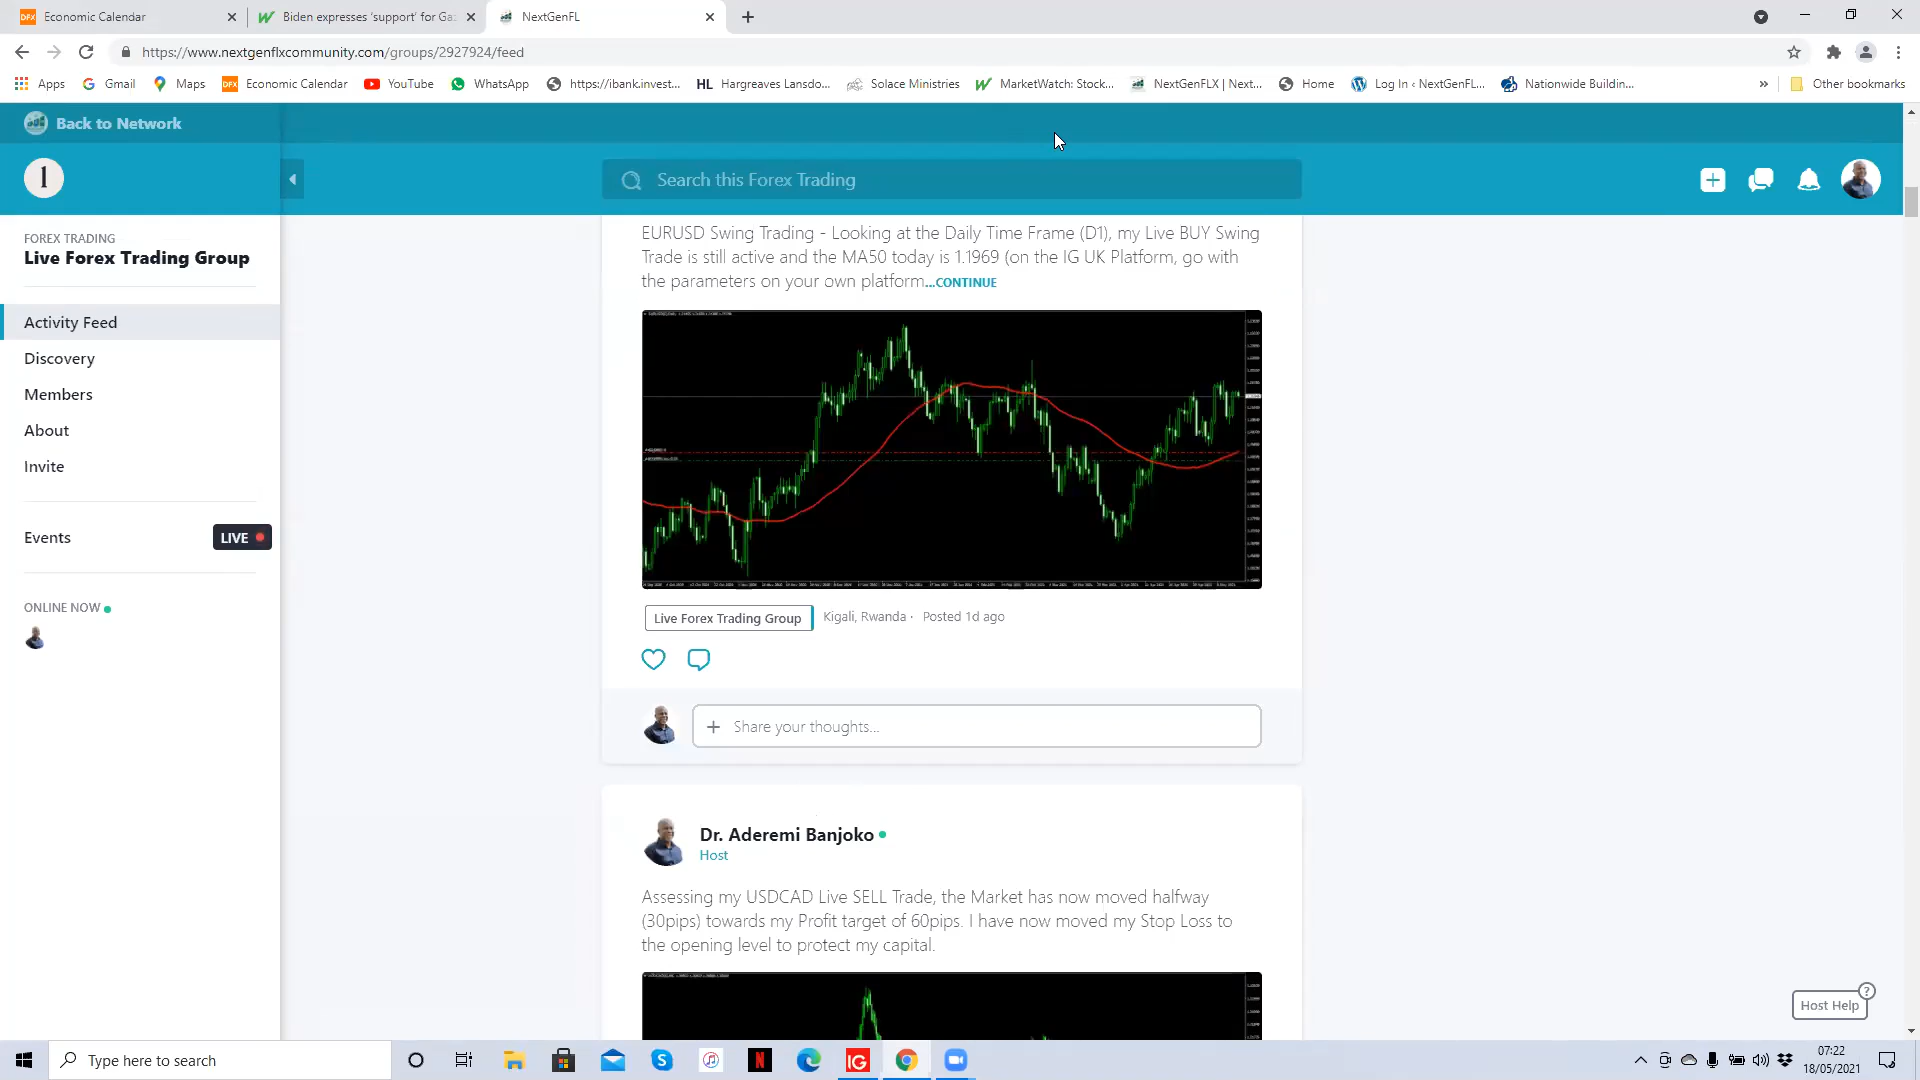 Economic Calendar
Biden expresses ‘support’ for Gaz
NextGenFL
https://www.nextgenflxcommunity.com/groups/2927924/feed
Apps
Gmail
Maps
Economic Calendar
YouTube
WhatsApp
https://ibank.invest...
HL Hargreaves Lansdo...
Solace Ministries
MarketWatch: Stock...
NextGenFLX | Next...
Home
Log In ‹ NextGenFL...
Nationwide Buildin...
»
Other bookmarks
Back to Network
1
Search this Forex Trading
FOREX TRADING
Live Forex Trading Group
Activity Feed
Discovery
Members
About
Invite
Events
LIVE
ONLINE NOW
EURUSD Swing Trading - Looking at the Daily Time Frame (D1), my Live BUY Swing
Trade is still active and the MA50 today is 1.1969 (on the IG UK Platform, go with
the parameters on your own platform...CONTINUE
Live Forex Trading Group
Kigali, Rwanda · Posted 1d ago
+ Share your thoughts...
Dr. Aderemi Banjoko
Host
Assessing my USDCAD Live SELL Trade, the Market has now moved halfway
(30pips) towards my Profit target of 60pips. I have now moved my Stop Loss to
the opening level to protect my capital.
Host Help
?
Type here to search
IG
07:22
18/05/2021